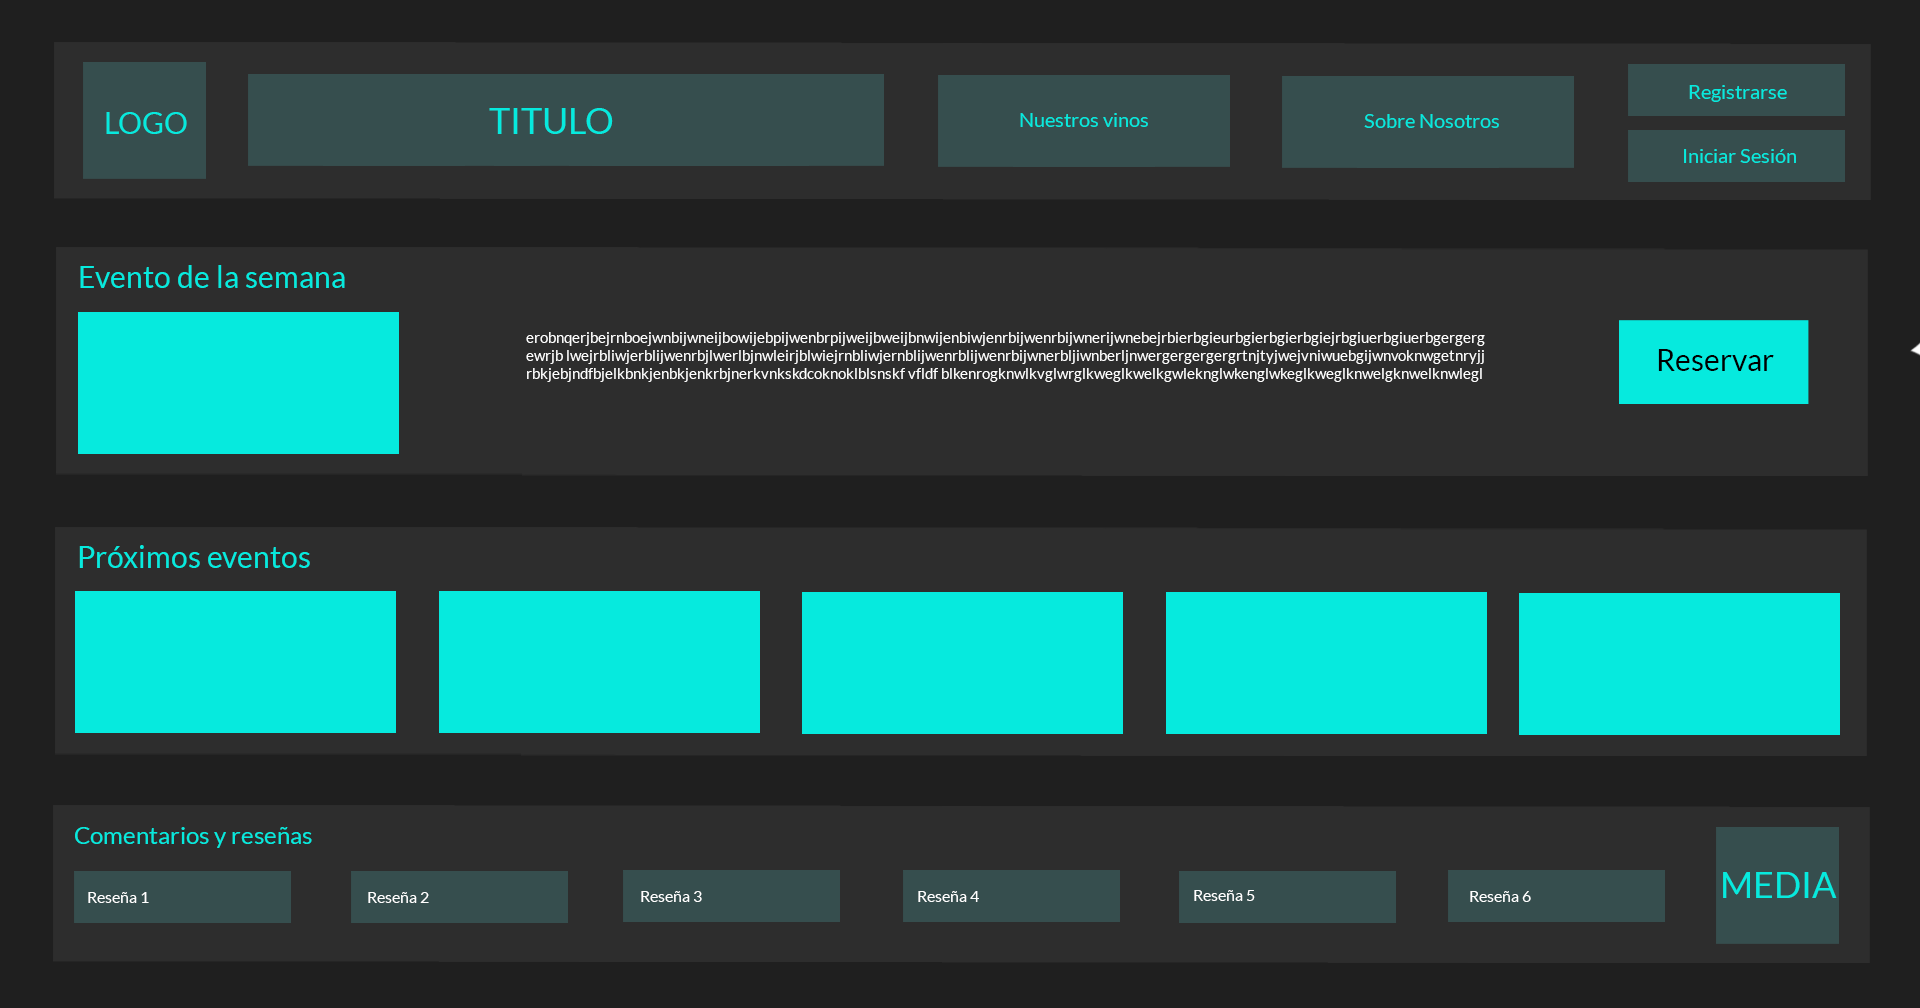 LOGO
TITULO
Nuestros vinos
Sobre Nosotros
Registrarse
Iniciar Sesión
Evento de la semana
erobnqerjbejrnboejwnbijwneijbowijebpijwenbrpijweijbweijbnwijenbiwjenrbijwenrbijwnerijwnebejrbierbgieurbgierbgierbgiejrbgiuerbgiuerbgergerg
ewrjb lwejrbliwjerblijwenrbjlwerlbjnwleirjblwiejrnbliwjernblijwenrblijwenrbijwnerbljiwnberljnwergergergergrtnjtyjwejvniwuebgijwnvoknwgetnryjj
rbkjebjndfbjelkbnkjenbkjenkrbjnerkvnkskdcoknoklblsnskf vfldf blkenrogknwlkvglwrglkweglkwelkgwleknglwkenglwkeglkweglknwelgknwelknwlegl
Reservar
Próximos eventos
Comentarios y reseñas
Reseña 1
Reseña 2
Reseña 3
Reseña 4
Reseña 5
Reseña 6
MEDIA